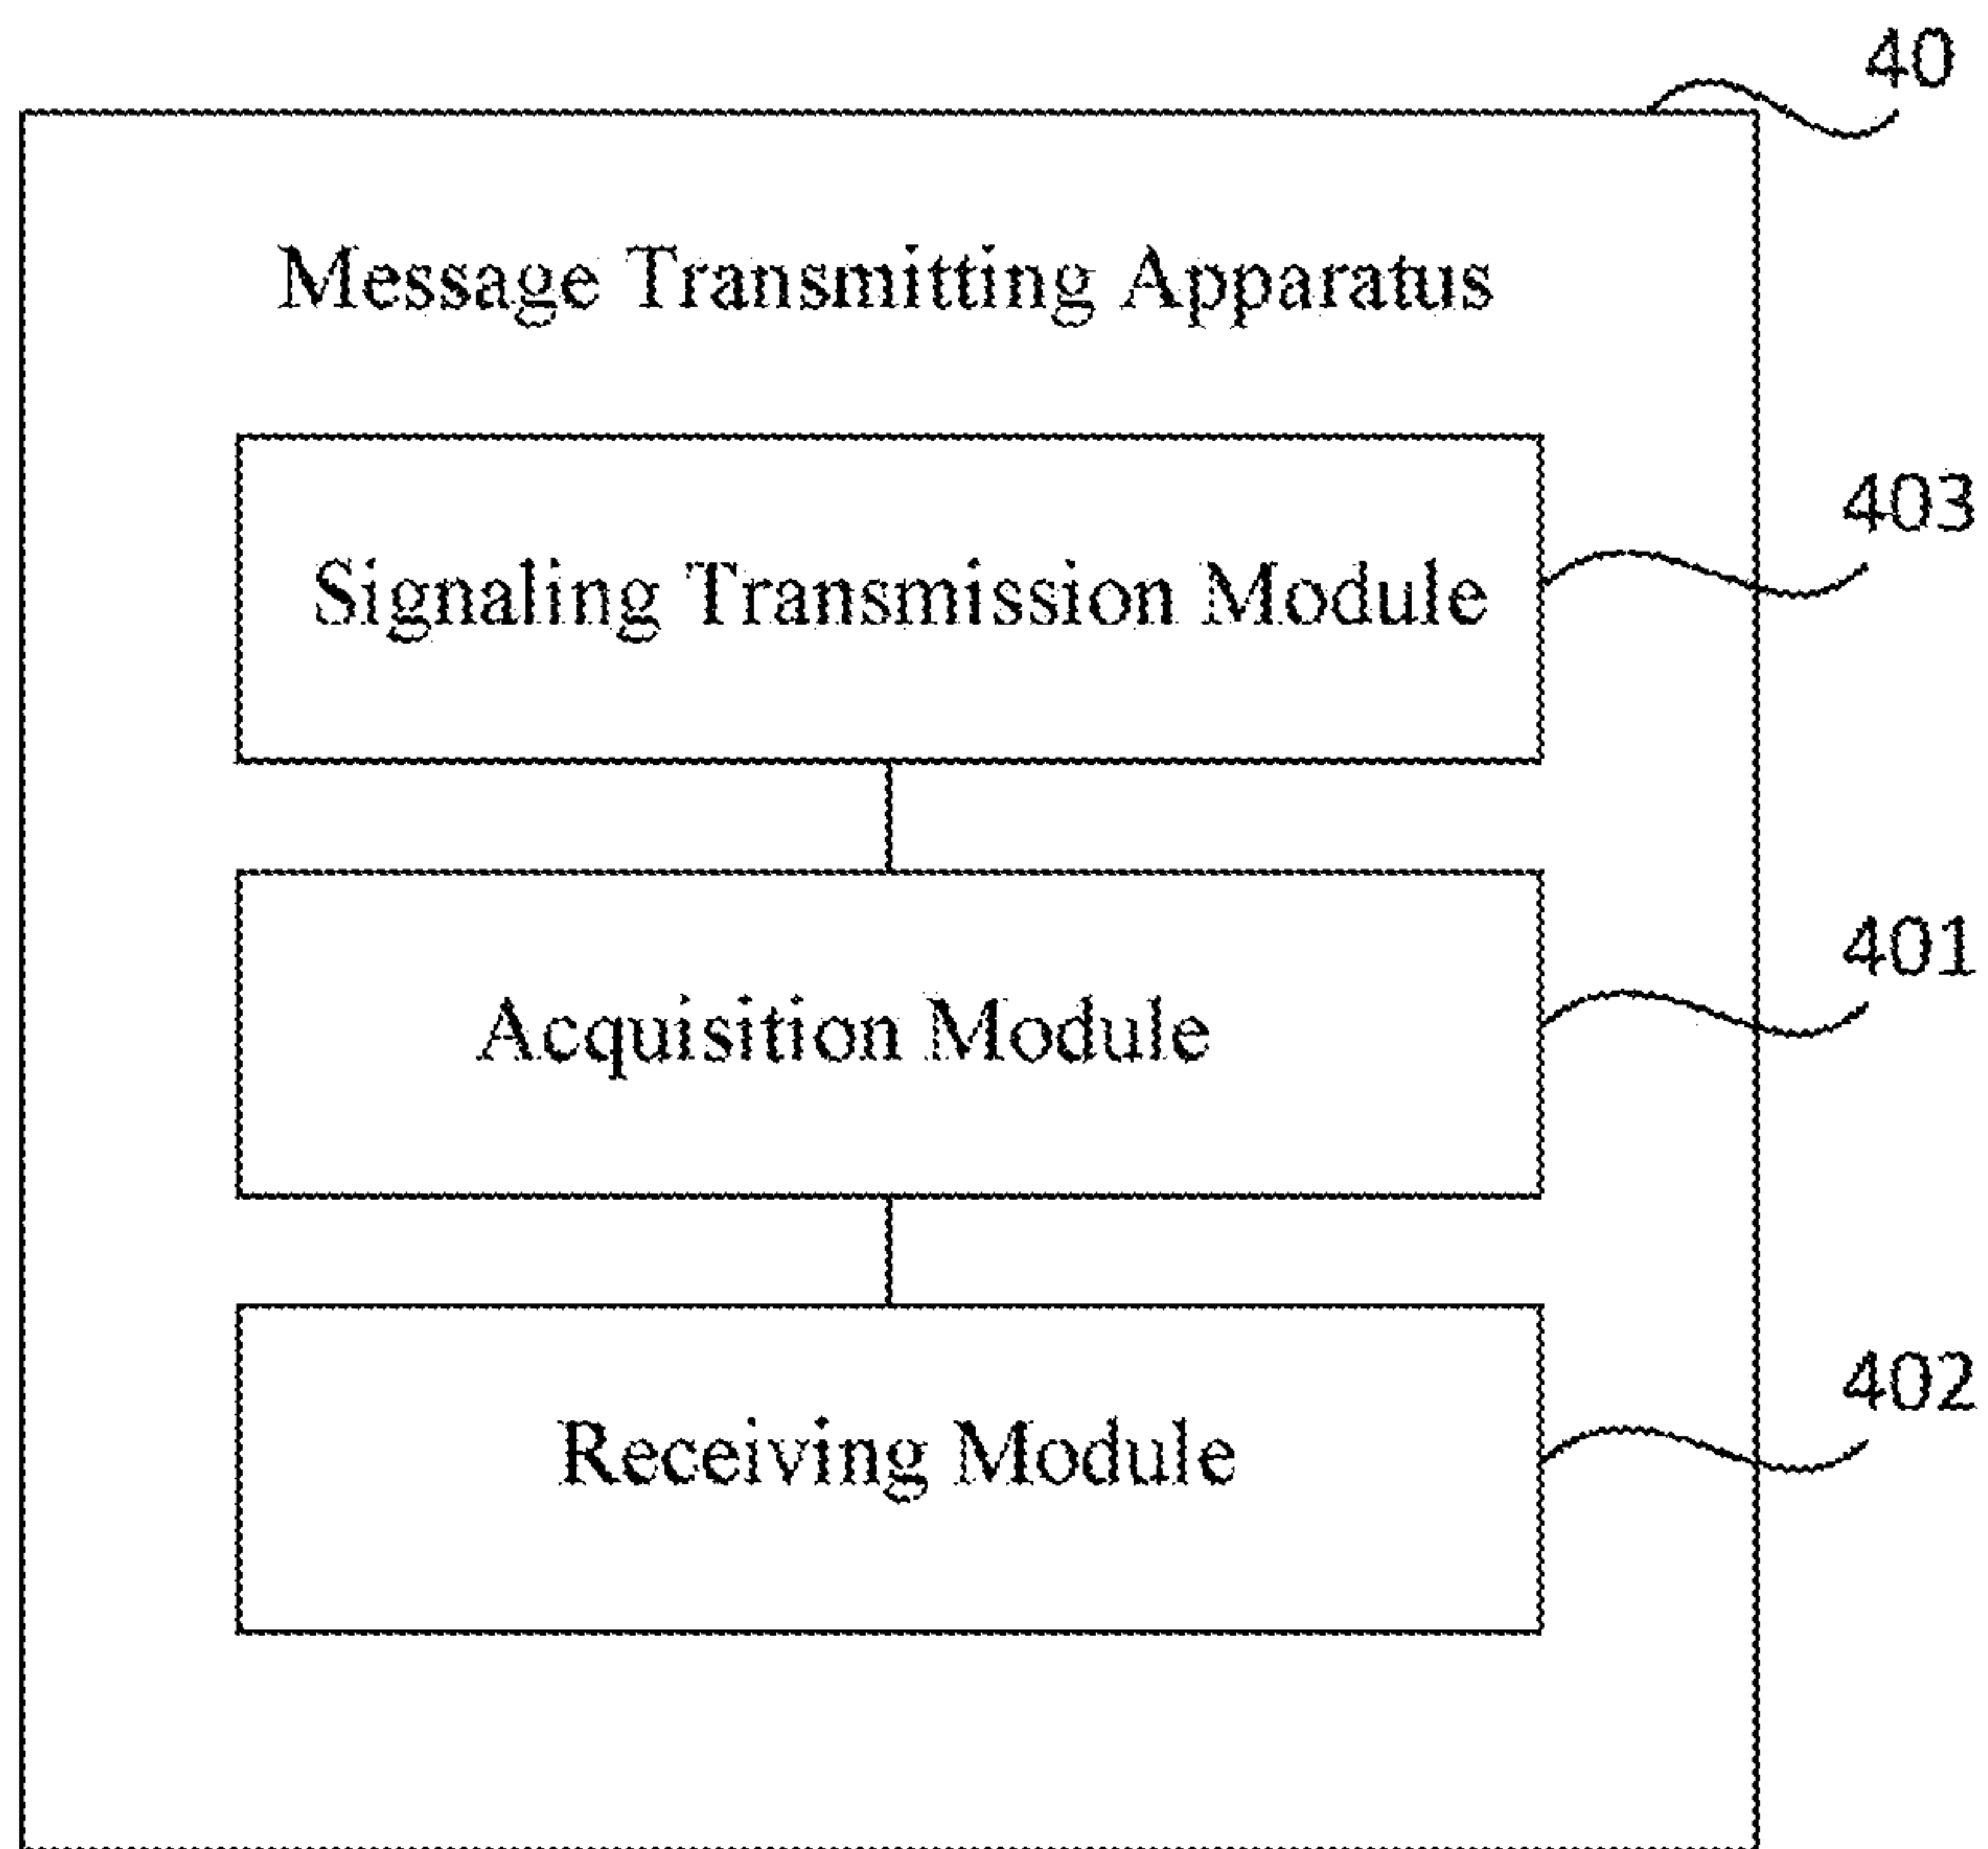 40
Message Transmitting Apparatus
403
Signaling Transmission Module
401
Acquisition Module
402
Receiving Module